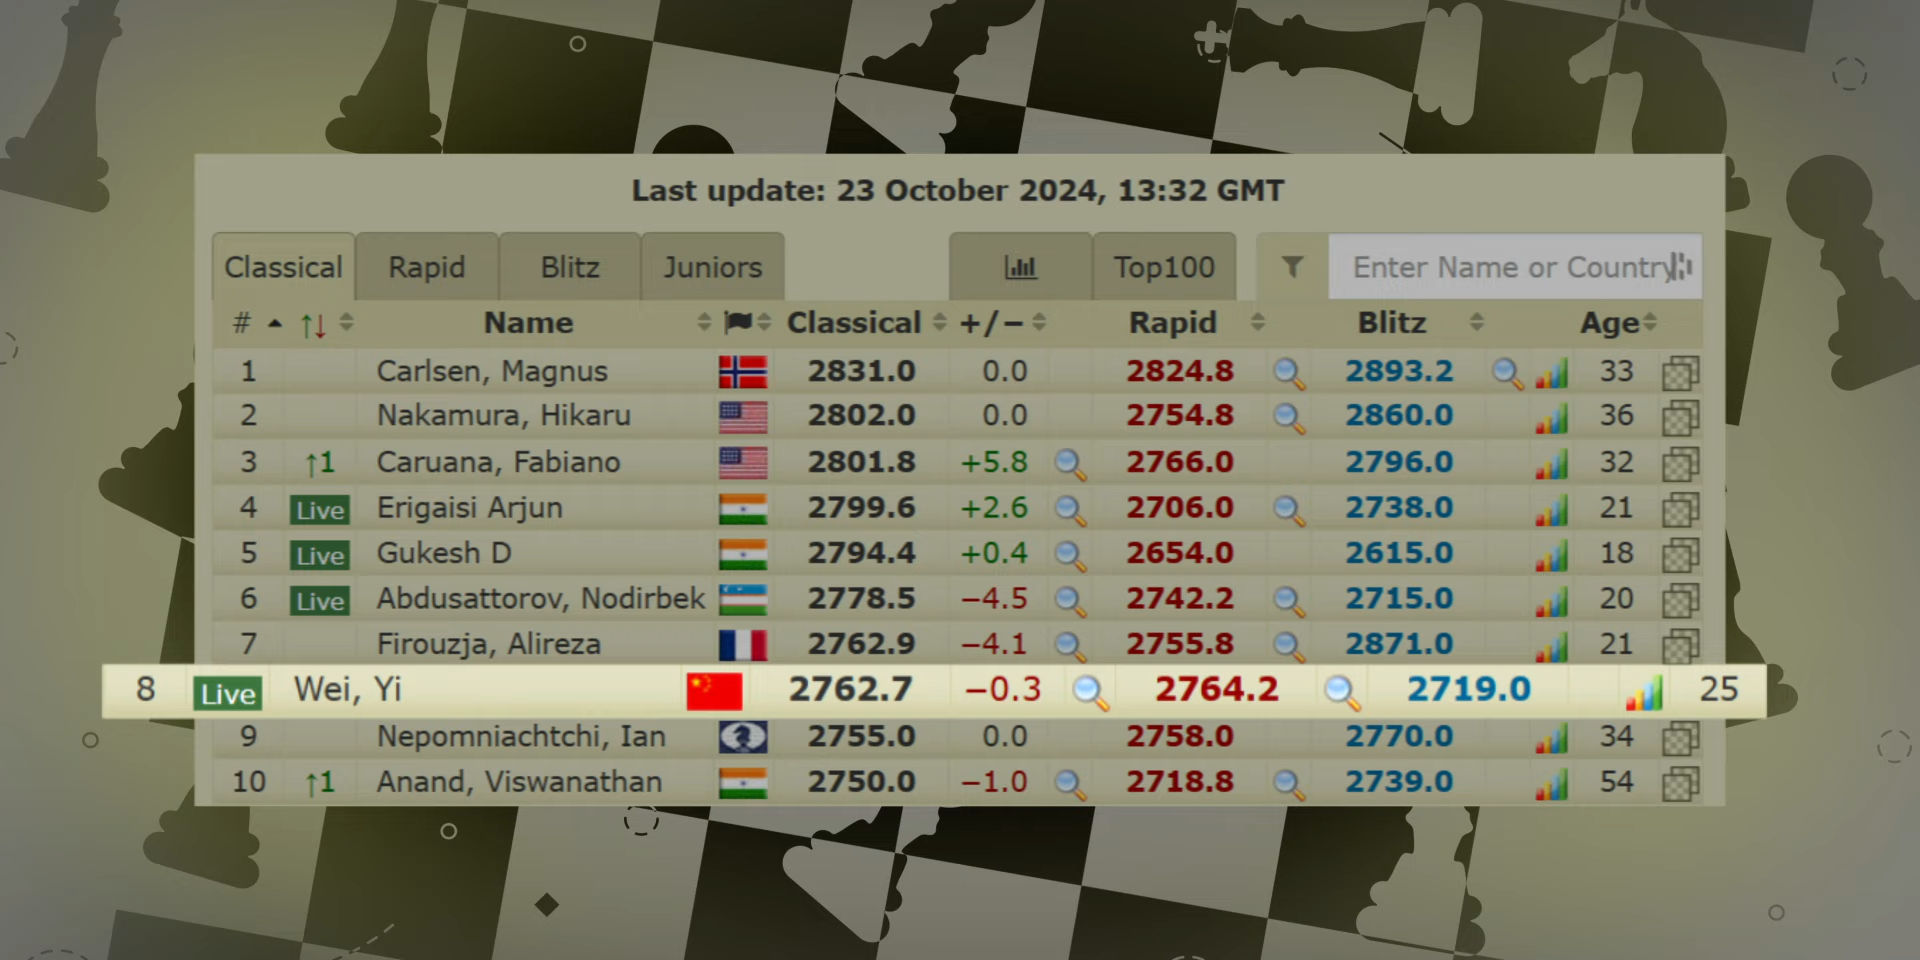 Last update: 23 October 2024, 13:32 GMT
Classical Rapid Blitz Juniors Top100 Enter Name or Country
# ↑↓ Name Classical +/− Rapid Blitz Age
1 Carlsen, Magnus 2831.0 0.0 2824.8 2893.2 33
2 Nakamura, Hikaru 2802.0 0.0 2754.8 2860.0 36
3 ↑1 Caruana, Fabiano 2801.8 +5.8 2766.0 2796.0 32
4 Live Erigaisi Arjun 2799.6 +2.6 2706.0 2738.0 21
5 Live Gukesh D 2794.4 +0.4 2654.0 2615.0 18
6 Live Abdusattorov, Nodirbek 2778.5 −4.5 2742.2 2715.0 20
7 Firouzja, Alireza 2762.9 −4.1 2755.8 2871.0 21
8 Live Wei, Yi 2762.7 −0.3 2764.2 2719.0 25
9 Nepomniachtchi, Ian 2755.0 0.0 2758.0 2770.0 34
10 ↑1 Anand, Viswanathan 2750.0 −1.0 2718.8 2739.0 54